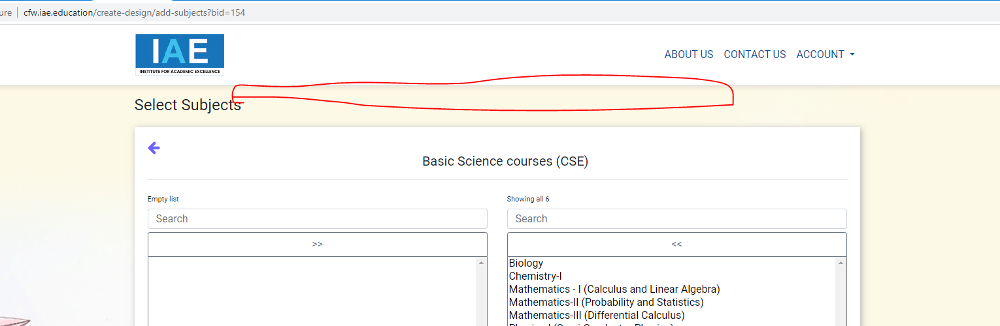 ure | cfw.iae.education/create-design/add-subjects?bid=154
IAE
INSTITUTE FOR ACADEMIC EXCELLENCE
ABOUT US CONTACT US ACCOUNT
Select Subjects
Basic Science courses (CSE)
Empty list
Showing all 6
Search
Search
>>
<<
Biology
Chemistry-I
Mathematics - I (Calculus and Linear Algebra)
Mathematics-II (Probability and Statistics)
Mathematics-III (Differential Calculus)